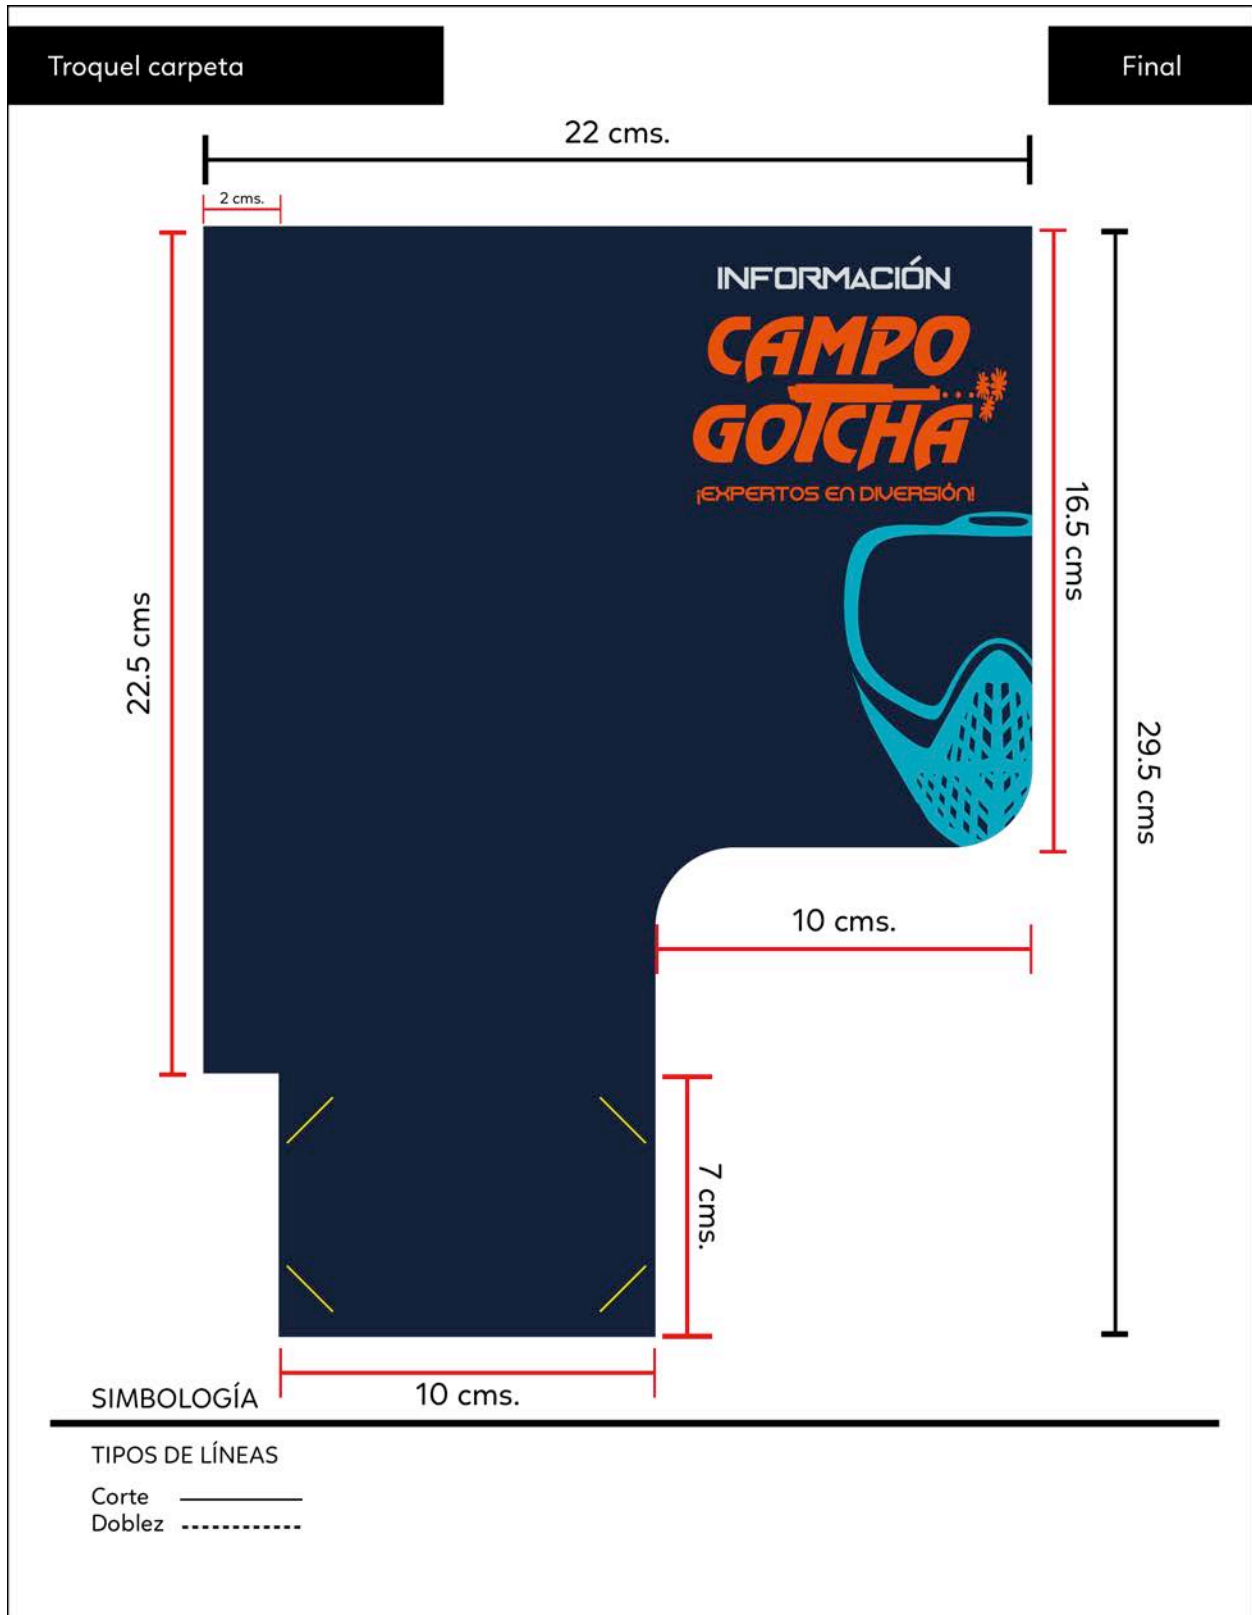 Troquel carpeta
Final
22 cms.
2 cms.
INFORMACIÓN
CAMPO
GOTCHA
¡EXPERTOS EN DIVERSIÓN!
16.5 cms
22.5 cms
29.5 cms
10 cms.
7 cms.
10 cms.
SIMBOLOGÍA
TIPOS DE LÍNEAS
Corte
Doblez